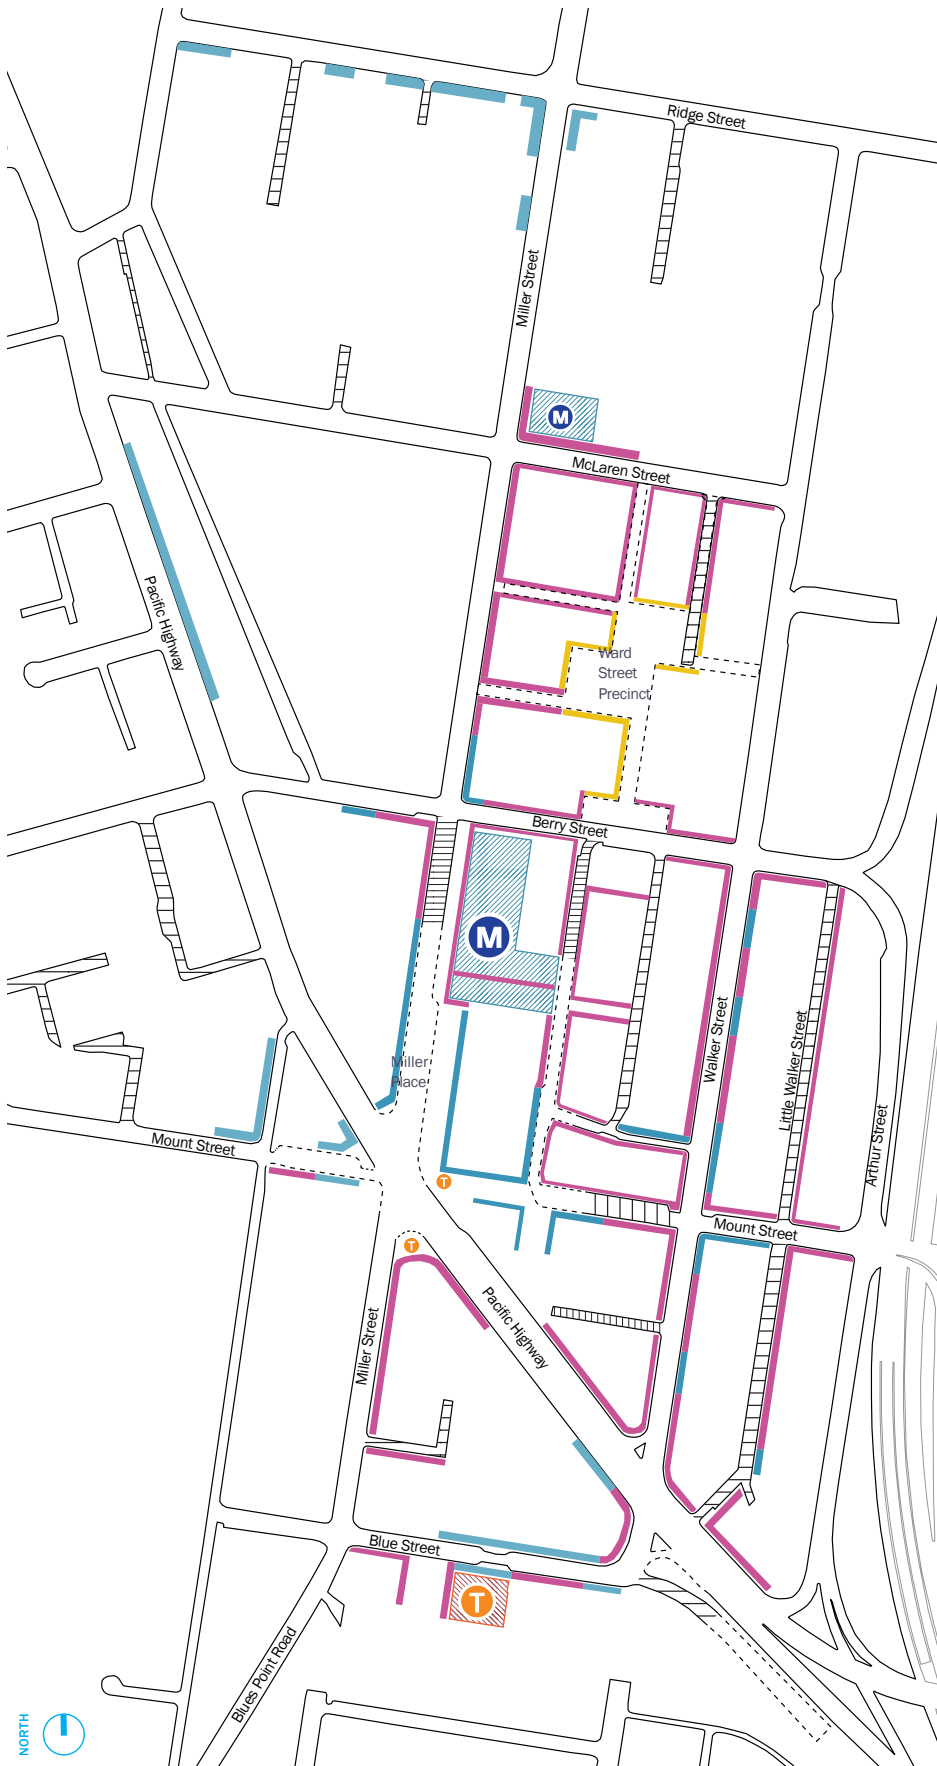 Ridge Street
Miller Street
M
McLaren Street
Pacific Highway
Ward
Street
Precinct
Berry Street
M
Walker Street
Little Walker Street
Miller
Place
Arthur Street
Mount Street
T
Mount Street
T
Pacific Highway
Miller Street
Blue Street
T
Blues Point Road
NORTH